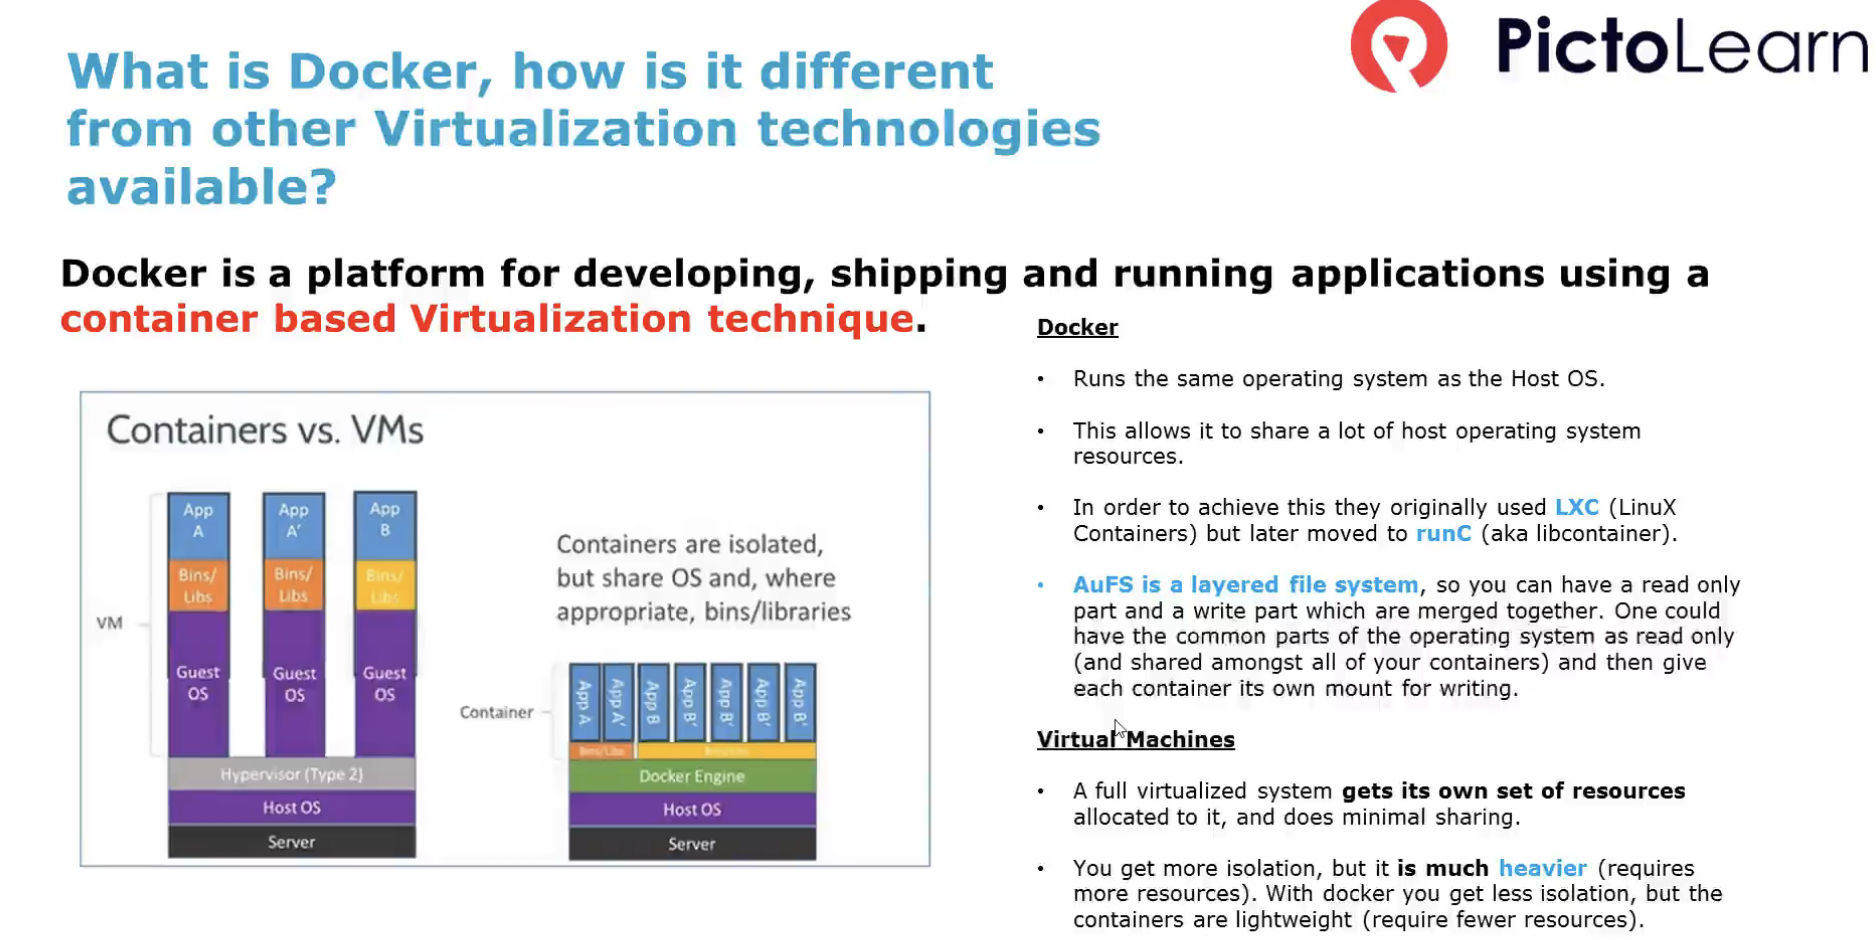 PictoLearn
What is Docker, how is it different
from other Virtualization technologies
available?
Docker is a platform for developing, shipping and running applications using a
container based Virtualization technique.
Containers vs. VMs
App
A
App
A'
App
B
Bins/
Libs
Bins/
Libs
Bins/
Libs
VM
Guest
OS
Guest
OS
Guest
OS
Hypervisor (Type 2)
Host OS
Server
Containers are isolated,
but share OS and, where
appropriate, bins/libraries
Container
App A
App A'
App B
App B'
App B'
App B'
App B'
Bins/Libs
Docker Engine
Host OS
Server
Docker
• Runs the same operating system as the Host OS.
• This allows it to share a lot of host operating system
resources.
• In order to achieve this they originally used LXC (LinuX
Containers) but later moved to runC (aka libcontainer).
• AuFS is a layered file system, so you can have a read only
part and a write part which are merged together. One could
have the common parts of the operating system as read only
(and shared amongst all of your containers) and then give
each container its own mount for writing.
Virtual Machines
• A full virtualized system gets its own set of resources
allocated to it, and does minimal sharing.
• You get more isolation, but it is much heavier (requires
more resources). With docker you get less isolation, but the
containers are lightweight (require fewer resources).